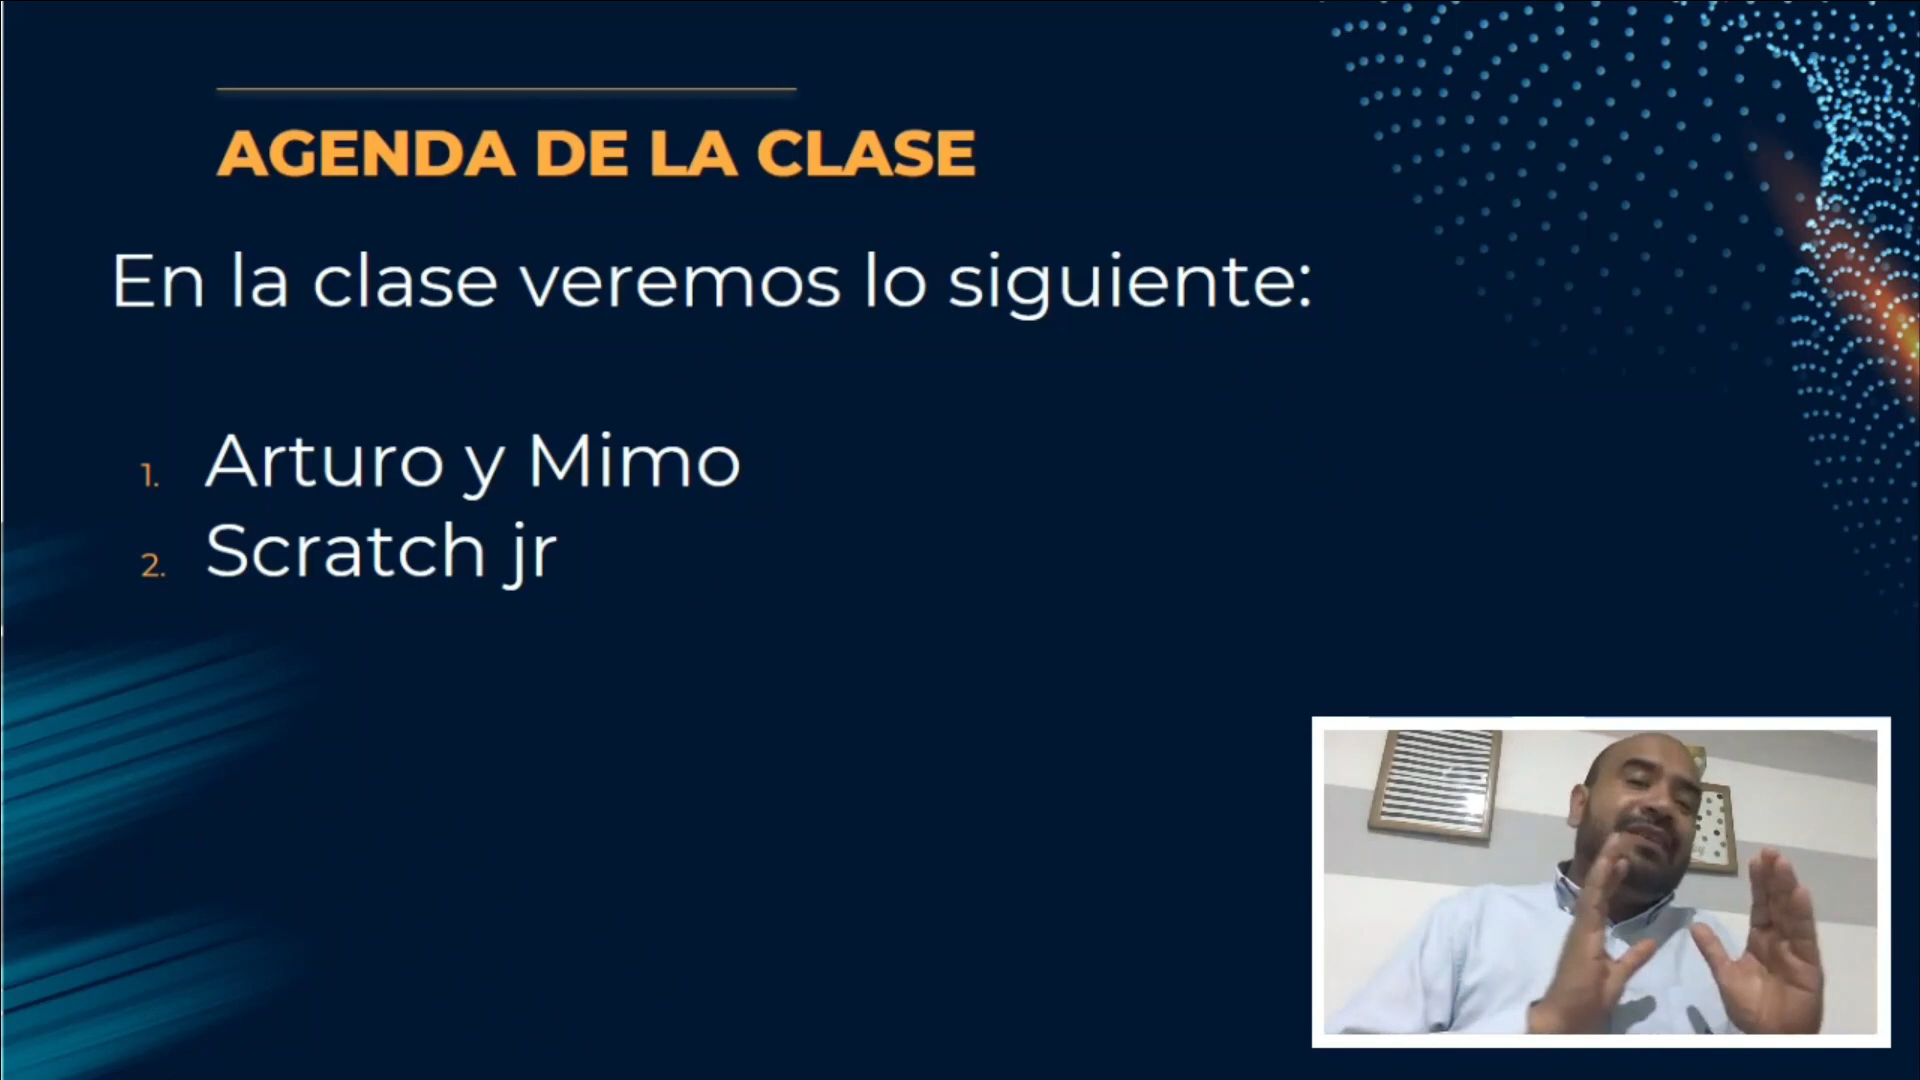 AGENDA DE LA CLASE
En la clase veremos lo siguiente:
1. Arturo y Mimo
2. Scratch jr